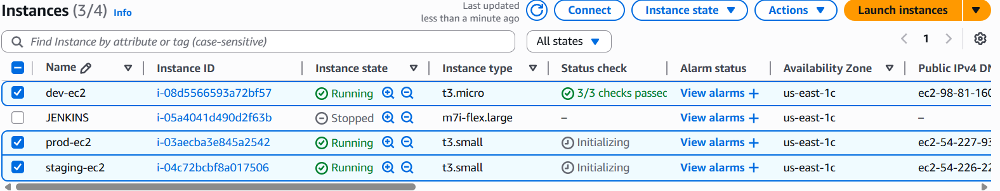 Instances (3/4) Info
Last updated
less than a minute ago
Connect
Instance state
Actions
Launch instances
Find Instance by attribute or tag (case-sensitive)
All states
1
Name Instance ID Instance state Instance type Status check Alarm status Availability Zone Public IPv4 DN
dev-ec2 i-08d5566593a72bf57 Running t3.micro 3/3 checks passec View alarms + us-east-1c ec2-98-81-160
JENKINS i-05a4041d490d2f63b Stopped m7i-flex.large – View alarms + us-east-1c –
prod-ec2 i-03aecba3e845a2542 Running t3.small Initializing View alarms + us-east-1c ec2-54-227-93
staging-ec2 i-04c72bcbf8a017506 Running t3.small Initializing View alarms + us-east-1c ec2-54-226-22